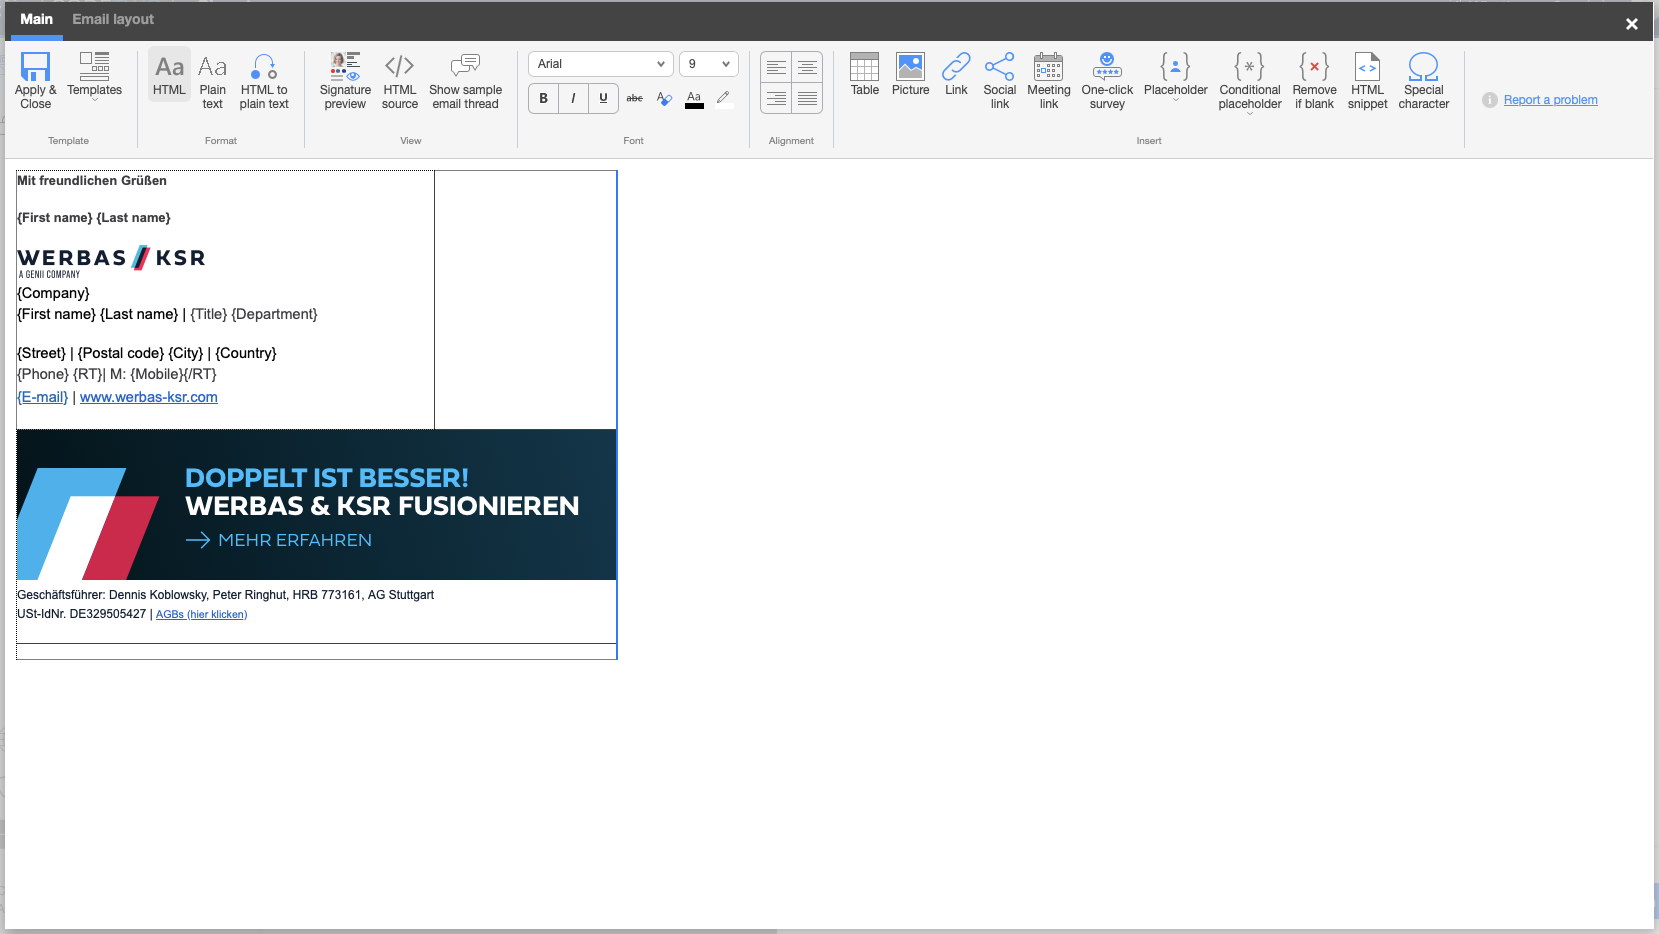 Main Email layout
Apply & Close
Templates
Template
Aa HTML
Aa Plain text
HTML to plain text
Format
Signature preview
HTML source
Show sample email thread
View
Arial 9
B I U abc A Aa
Font
Alignment
Table
Picture
Link
Social link
Meeting link
One-click survey
Placeholder
Conditional placeholder
Remove if blank
HTML snippet
Special character
Insert
Report a problem
Mit freundlichen Grüßen
{First name} {Last name}
WERBAS KSR
A GENII COMPANY
{Company}
{First name} {Last name} | {Title} {Department}
{Street} | {Postal code} {City} | {Country}
{Phone} {RT}| M: {Mobile}{/RT}
{E-mail} | www.werbas-ksr.com
DOPPELT IST BESSER!
WERBAS & KSR FUSIONIEREN
MEHR ERFAHREN
Geschäftsführer: Dennis Koblowsky, Peter Ringhut, HRB 773161, AG Stuttgart
USt-IdNr. DE329505427 | AGBs (hier klicken)